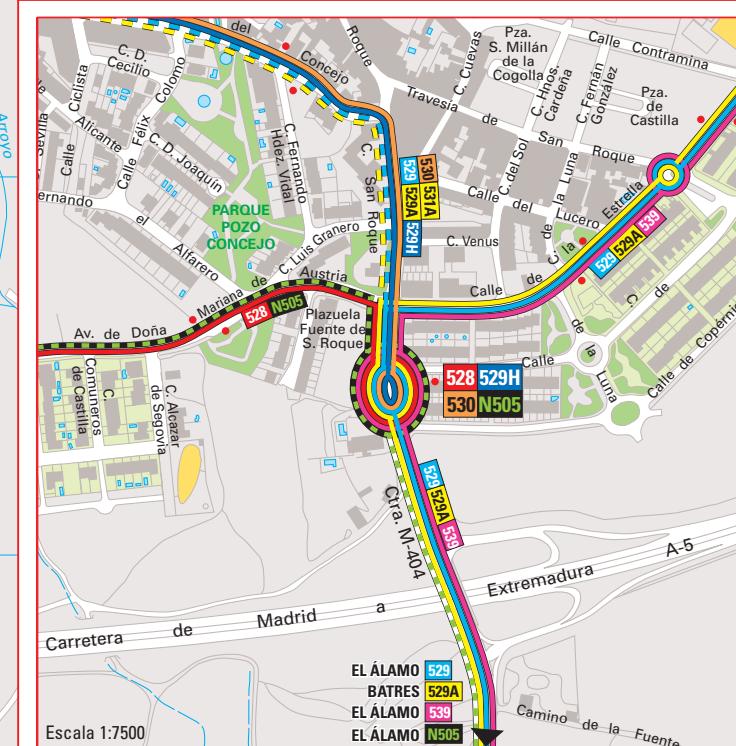 del
Concejo
Roque
C. Cuevas
Pza.
S. Millán
de la
Cogolla
Calle Contramina
C. D.
Cecilio
Ciclista
Calle Félix Colomo
C. Hnos.
Cardeña
C. Fernán
González
Pza.
de
Castilla
Travesia de San Roque
Arroyo
Sevilla
Calle
Alicante
C. D. Joaquín
C. Fernando
Hdez. Vidal
C. San Roque
529 530
529A 531A
529H
C. del Sol
Calle del Lucero
de la Luna
Estrella
ernando
el
Alfarero
PARQUE
POZO
CONCEJO
C. Luis Granero
C. Venus
Calle de C. la
529 529A 539
C. de
Mariana de Austria
Av. de Doña
528 N505
Plazuela
Fuente de
S. Roque
Calle
de la
Luna
Calle de Copérni
C.
Comuneros
de Castilla
C. Alcazar
de Segovia
528 529H
530 N505
529 529A 539
Ctra. M-404
Carretera de Madrid a Extremadura A-5
EL ÁLAMO 529
BATRES 529A
EL ÁLAMO 539
EL ÁLAMO N505
Camino de la Fuente
Escala 1:7500